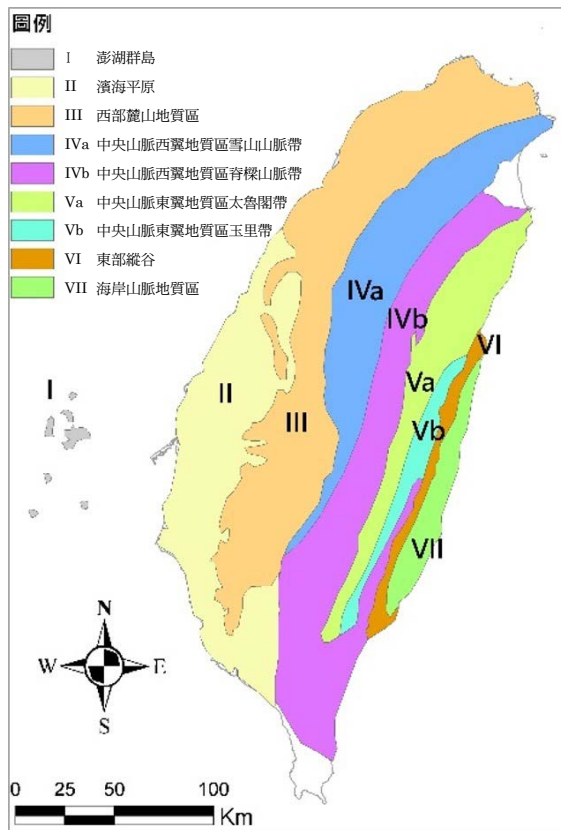 圖例
I 澎湖群島
II 濱海平原
III 西部麓山地質區
IVa 中央山脈西翼地質區雪山山脈帶
IVb 中央山脈西翼地質區脊樑山脈帶
Va 中央山脈東翼地質區太魯閣帶
Vb 中央山脈東翼地質區玉里帶
VI 東部縱谷
VII 海岸山脈地質區
IVa
IVb
VI
Va
I
II
III
Vb
VII
N
W E
S
0 25 50 100
Km